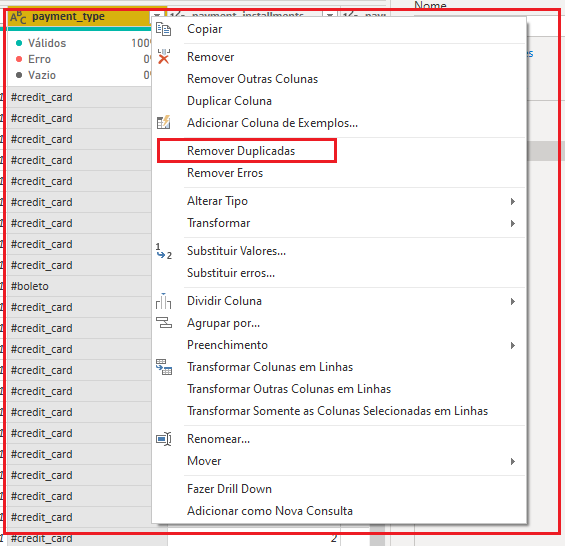 Nome
ABC payment_type payment_installments
Válidos 100%
Erro 0%
Vazio 0%
#credit_card
#credit_card
#credit_card
#credit_card
#credit_card
#credit_card
#credit_card
#credit_card
#credit_card
#boleto
#credit_card
#credit_card
#credit_card
#credit_card
#credit_card
#credit_card
#credit_card
#credit_card
#credit_card
#credit_card
#credit_card
2
Copiar
Remover
Remover Outras Colunas
Duplicar Coluna
Adicionar Coluna de Exemplos...
Remover Duplicadas
Remover Erros
Alterar Tipo
Transformar
Substituir Valores...
Substituir erros...
Dividir Coluna
Agrupar por...
Preenchimento
Transformar Colunas em Linhas
Transformar Outras Colunas em Linhas
Transformar Somente as Colunas Selecionadas em Linhas
Renomear...
Mover
Fazer Drill Down
Adicionar como Nova Consulta